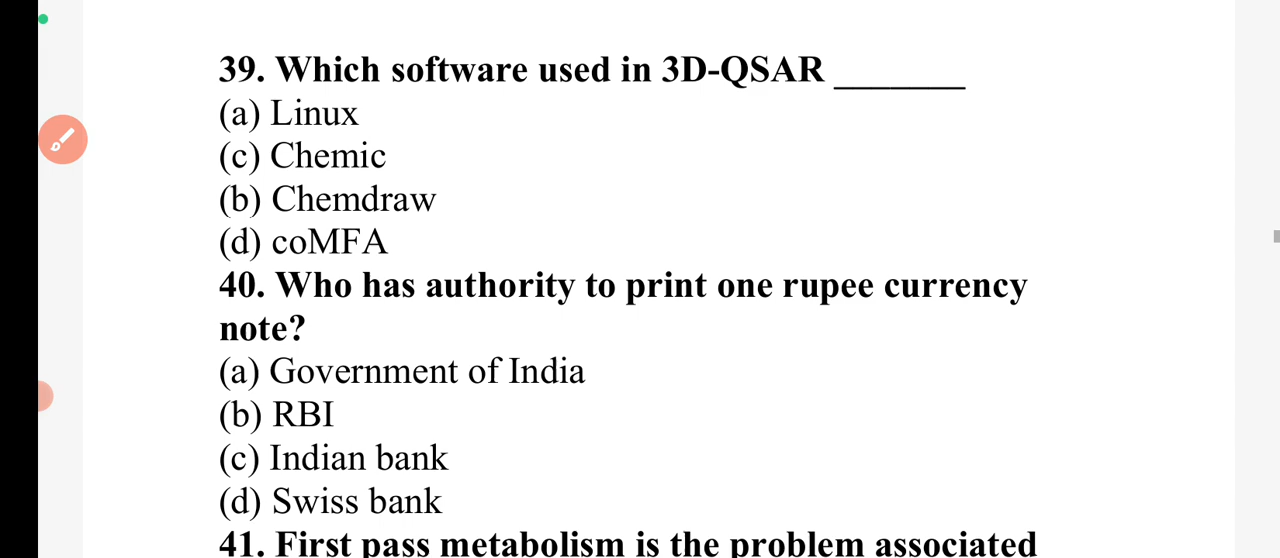 39. Which software used in 3D-QSAR _______
(a) Linux
(c) Chemic
(b) Chemdraw
(d) coMFA
40. Who has authority to print one rupee currency
note?
(a) Government of India
(b) RBI
(c) Indian bank
(d) Swiss bank
41. First pass metabolism is the problem associated